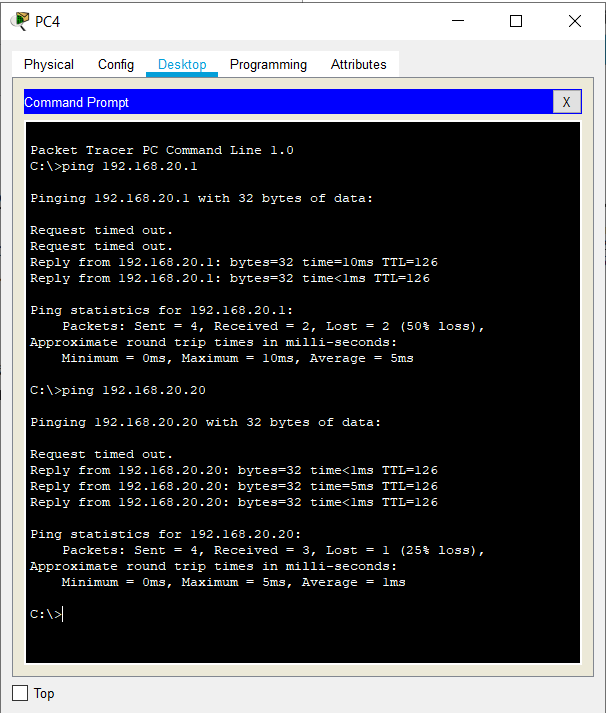 PC4
Physical Config Desktop Programming Attributes
Command Prompt X
Packet Tracer PC Command Line 1.0
C:\>ping 192.168.20.1
Pinging 192.168.20.1 with 32 bytes of data:
Request timed out.
Request timed out.
Reply from 192.168.20.1: bytes=32 time=10ms TTL=126
Reply from 192.168.20.1: bytes=32 time<1ms TTL=126
Ping statistics for 192.168.20.1:
Packets: Sent = 4, Received = 2, Lost = 2 (50% loss),
Approximate round trip times in milli-seconds:
Minimum = 0ms, Maximum = 10ms, Average = 5ms
C:\>ping 192.168.20.20
Pinging 192.168.20.20 with 32 bytes of data:
Request timed out.
Reply from 192.168.20.20: bytes=32 time<1ms TTL=126
Reply from 192.168.20.20: bytes=32 time=5ms TTL=126
Reply from 192.168.20.20: bytes=32 time<1ms TTL=126
Ping statistics for 192.168.20.20:
Packets: Sent = 4, Received = 3, Lost = 1 (25% loss),
Approximate round trip times in milli-seconds:
Minimum = 0ms, Maximum = 5ms, Average = 1ms
C:\>
Top